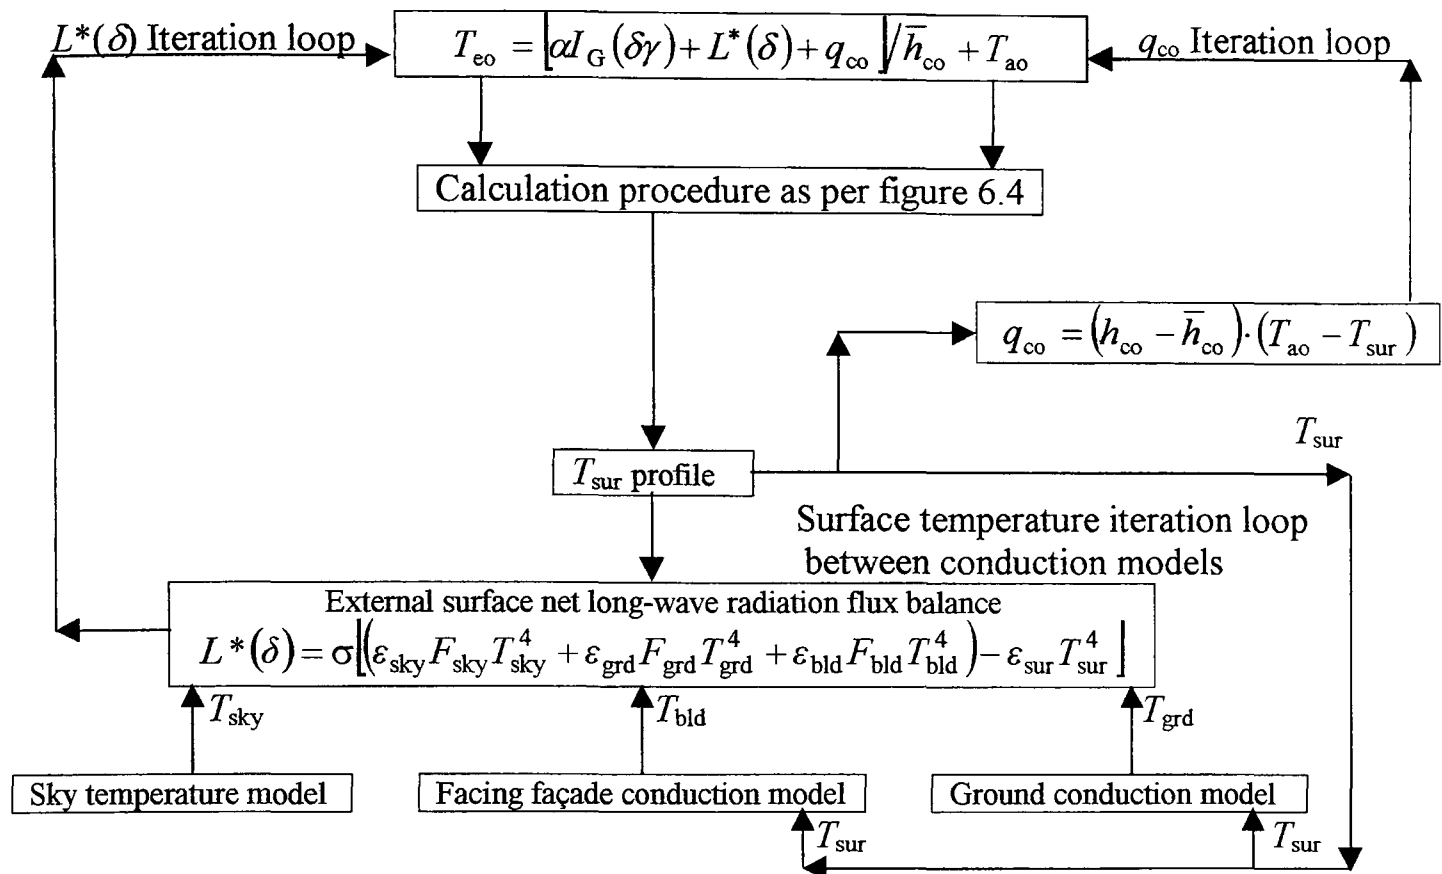 L*(δ) Iteration loop
T_eo = ⌊αI_G(δγ) + L*(δ) + q_co⌋/h̅_co + T_ao
q_co Iteration loop
Calculation procedure as per figure 6.4
q_co = (h_co − h̅_co)·(T_ao − T_sur)
T_sur
T_sur profile
Surface temperature iteration loop
between conduction models
External surface net long-wave radiation flux balance
L*(δ) = σ⌊(ε_sky F_sky T_sky^4 + ε_grd F_grd T_grd^4 + ε_bld F_bld T_bld^4) − ε_sur T_sur^4⌋
T_sky
T_bld
T_grd
Sky temperature model
Facing façade conduction model
Ground conduction model
T_sur
T_sur